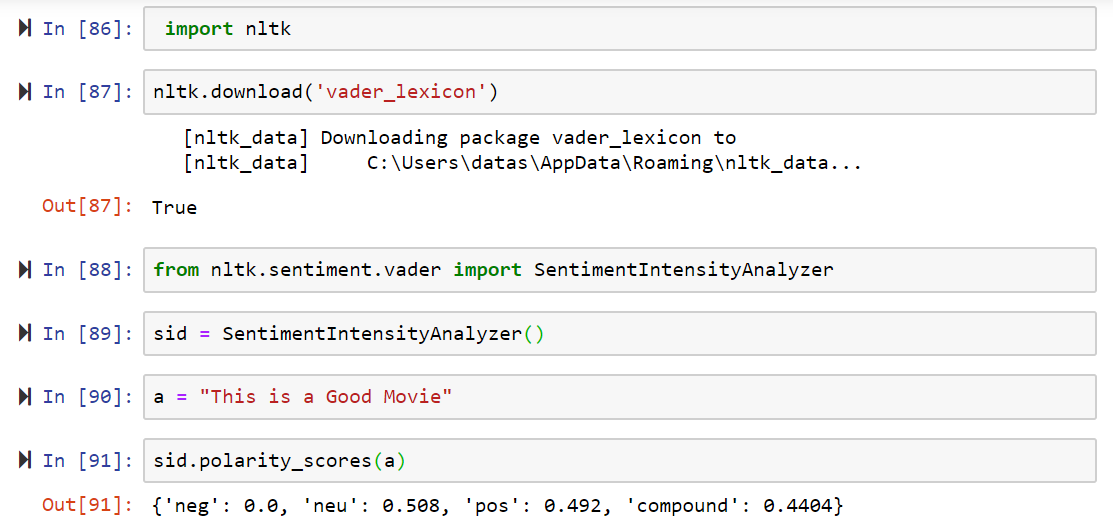 In [86]: import nltk
In [87]: nltk.download('vader_lexicon')
[nltk_data] Downloading package vader_lexicon to
[nltk_data]     C:\Users\datas\AppData\Roaming\nltk_data...
Out[87]: True
In [88]: from nltk.sentiment.vader import SentimentIntensityAnalyzer
In [89]: sid = SentimentIntensityAnalyzer()
In [90]: a = "This is a Good Movie"
In [91]: sid.polarity_scores(a)
Out[91]: {'neg': 0.0, 'neu': 0.508, 'pos': 0.492, 'compound': 0.4404}